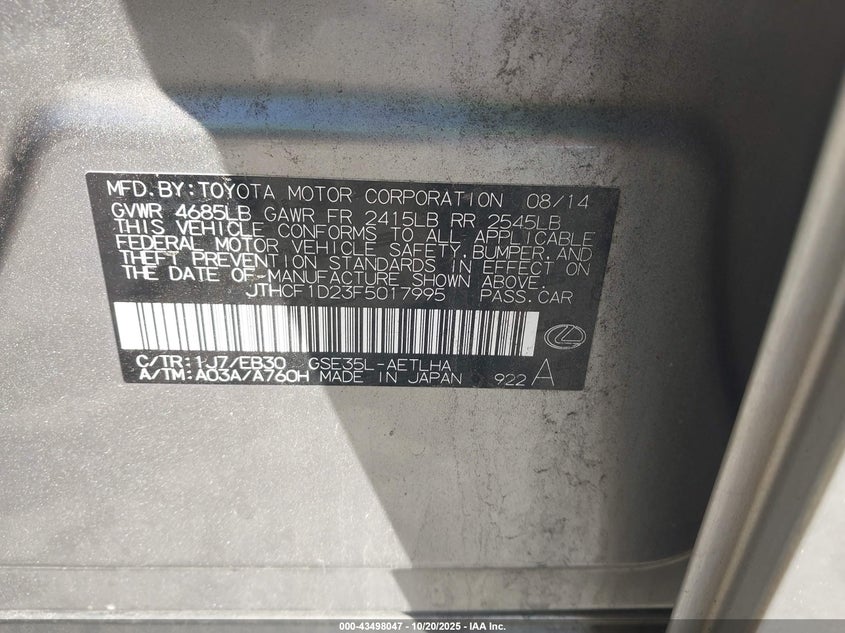 MFD.BY:TOYOTA MOTOR CORPORATION 08/14
GVWR 4685LB GAWR FR 2415LB RR 2545LB
THIS VEHICLE CONFORMS TO ALL APPLICABLE
FEDERAL MOTOR VEHICLE SAFETY,BUMPER,AND
THEFT PREVENTION STANDARDS IN EFFECT ON
THE DATE OF MANUFACTURE SHOWN ABOVE.
JTHCF1D23F5017995 PASS.CAR
C/TR:1J7/EB30 GSE35L-AETLHA
A/TM:A03A/A760H MADE IN JAPAN 922 A
000-43498047 - 10/20/2025 - IAA Inc.